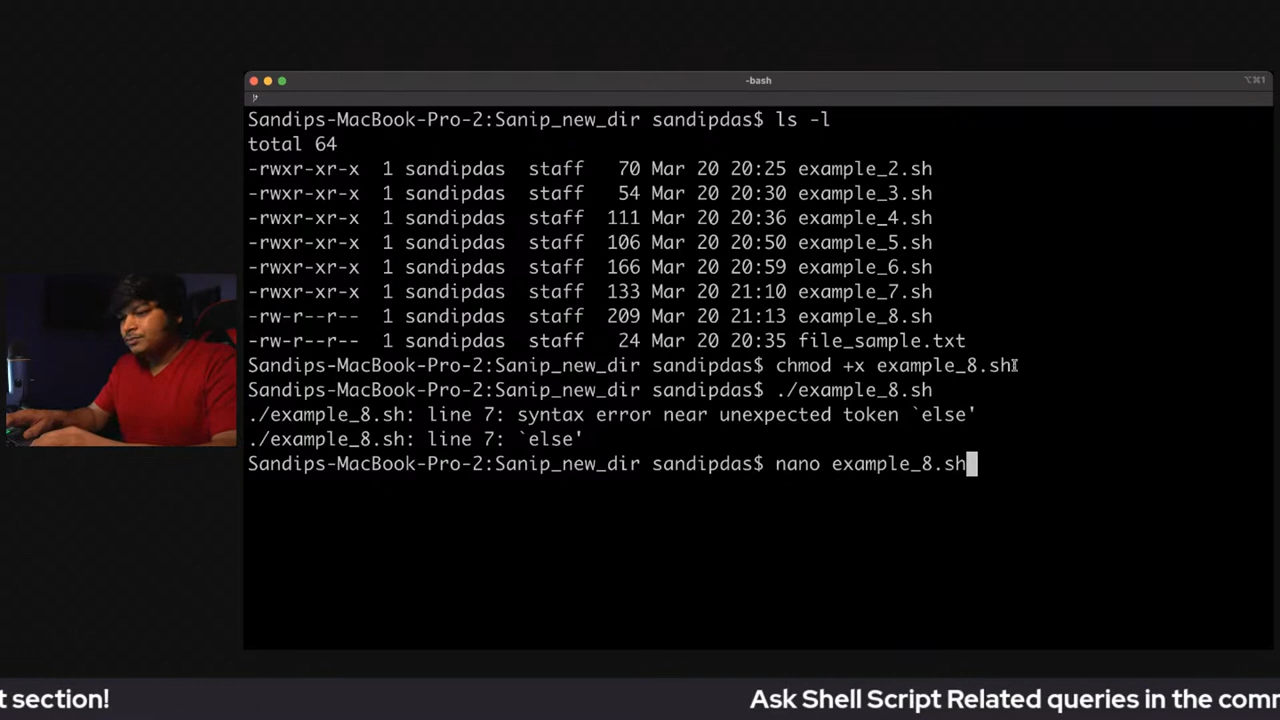 -bash
⌥⌘1
Sandips-MacBook-Pro-2:Sanip_new_dir sandipdas$ ls -l
total 64
-rwxr-xr-x  1 sandipdas  staff   70 Mar 20 20:25 example_2.sh
-rwxr-xr-x  1 sandipdas  staff   54 Mar 20 20:30 example_3.sh
-rwxr-xr-x  1 sandipdas  staff  111 Mar 20 20:36 example_4.sh
-rwxr-xr-x  1 sandipdas  staff  106 Mar 20 20:50 example_5.sh
-rwxr-xr-x  1 sandipdas  staff  166 Mar 20 20:59 example_6.sh
-rwxr-xr-x  1 sandipdas  staff  133 Mar 20 21:10 example_7.sh
-rw-r--r--  1 sandipdas  staff  209 Mar 20 21:13 example_8.sh
-rw-r--r--  1 sandipdas  staff   24 Mar 20 20:35 file_sample.txt
Sandips-MacBook-Pro-2:Sanip_new_dir sandipdas$ chmod +x example_8.sh
Sandips-MacBook-Pro-2:Sanip_new_dir sandipdas$ ./example_8.sh
./example_8.sh: line 7: syntax error near unexpected token `else'
./example_8.sh: line 7: `else'
Sandips-MacBook-Pro-2:Sanip_new_dir sandipdas$ nano example_8.sh
t section! Ask Shell Script Related queries in the comm